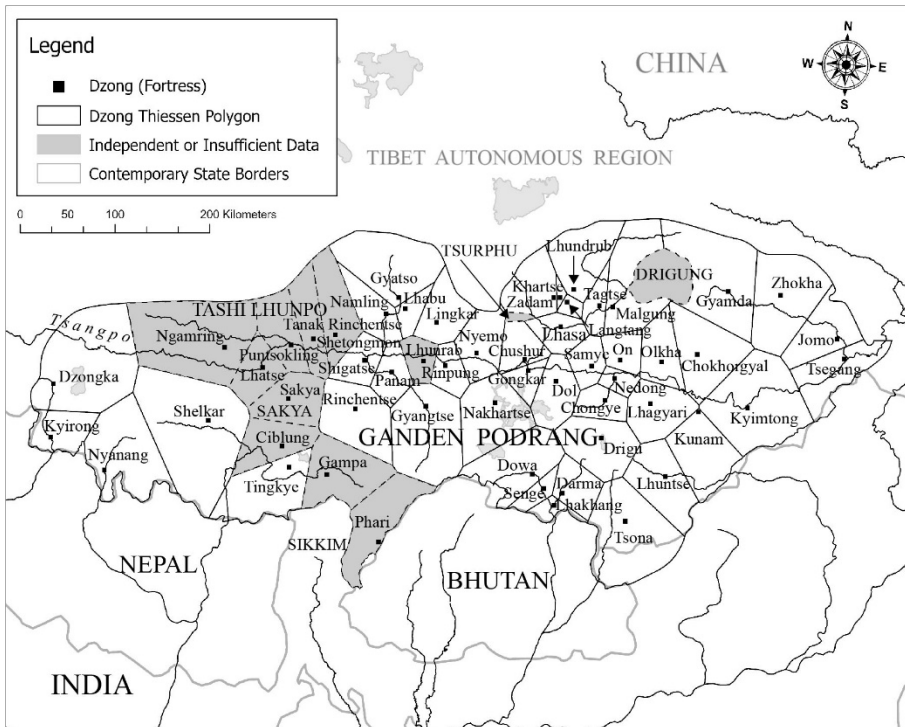 Legend
Dzong (Fortress)
Dzong Thiessen Polygon
Independent or Insufficient Data
Contemporary State Borders
0 50 100 200 Kilometers
N
W E
S
CHINA
TIBET AUTONOMOUS REGION
TSURPHU
Lhundrub
DRIGUNG
Gyatso
Khartse
Zhokha
Namling
Lhabu
Zadam
Tagtse
Gyamda
TASHI LHUNPO
Lingkar
Malgung
Tsangpo
Tanak Rinchentse
Lhasa
Langtang
Ngamring
Shetongmon
Nyemo
Jomo
Puntsokling
Lhunrab
Chushur
Samye
On
Olkha
Tsegang
Lhatse
Shigatse
Rinpung
Chokhorgyal
Dzongka
Panam
Gongkar
Sakya
Dol
Nedong
SAKYA
Rinchentse
Gyangtse
Nakhartse
Chongye
Lhagyari
Kyimtong
Shelkar
Kyirong
GANDEN PODRANG
Kunam
Ciblung
Drigu
Nyanang
Gampa
Dowa
Tingkye
Senge
Darma
Lhuntse
Lhakhang
Phari
Tsona
SIKKIM
NEPAL
BHUTAN
INDIA